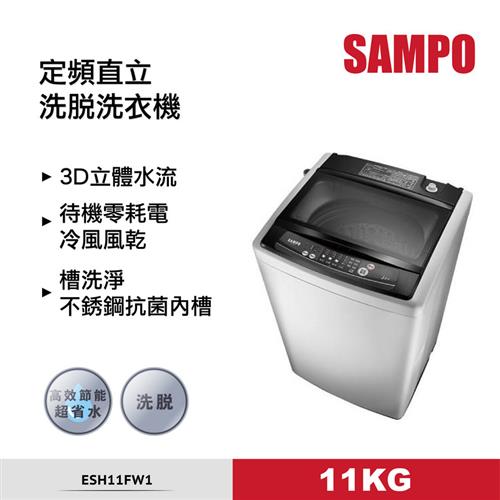 SAMPO
定頻直立
洗脫洗衣機
3D立體水流
待機零耗電
冷風風乾
槽洗淨
不銹鋼抗菌內槽
SAMPO
高效節能
超省水
洗脫
ESH11FW1
11KG